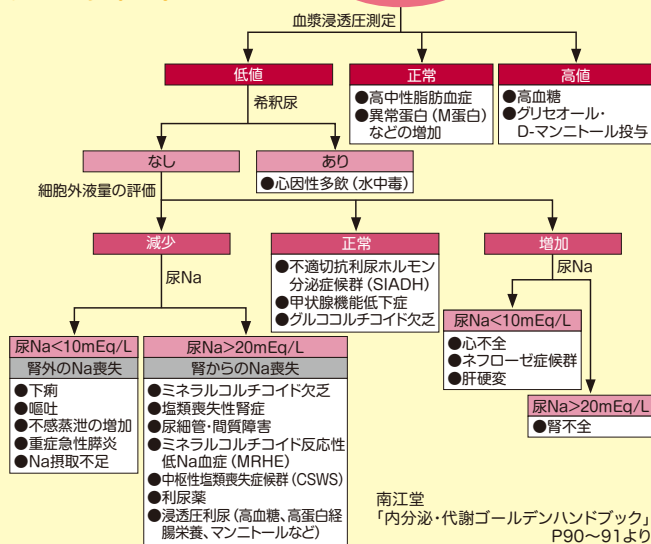 血漿浸透圧測定
低値
正常
高値
●高中性脂肪血症
●異常蛋白(M蛋白)
などの増加
●高血糖
●グリセオール・
D-マンニトール投与
希釈尿
なし
あり
●心因性多飲(水中毒)
細胞外液量の評価
減少
正常
増加
●不適切抗利尿ホルモン
分泌症候群(SIADH)
●甲状腺機能低下症
●グルココルチコイド欠乏
尿Na
尿Na
尿Na<10mEq/L
腎外のNa喪失
●下痢
●嘔吐
●不感蒸泄の増加
●重症急性膵炎
●Na摂取不足
尿Na>20mEq/L
腎からのNa喪失
●ミネラルコルチコイド欠乏
●塩類喪失性腎症
●尿細管・間質障害
●ミネラルコルチコイド反応性
低Na血症(MRHE)
●中枢性塩類喪失症候群(CSWS)
●利尿薬
●浸透圧利尿(高血糖、高蛋白経
腸栄養、マンニトールなど)
尿Na<10mEq/L
●心不全
●ネフローゼ症候群
●肝硬変
尿Na>20mEq/L
●腎不全
南江堂
「内分泌・代謝ゴールデンハンドブック」
P90〜91より